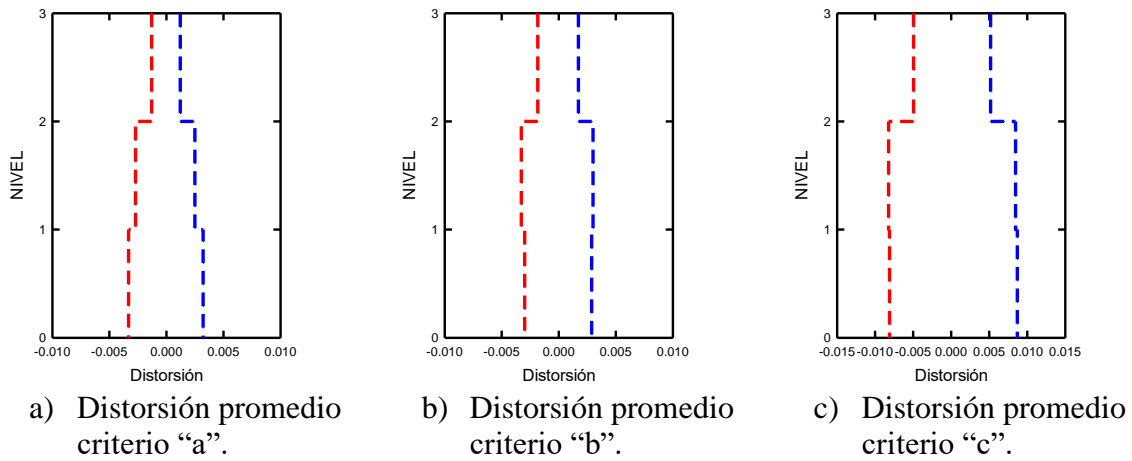 3
2
1
0
NIVEL
-0.010 -0.005 0.000 0.005 0.010
Distorsión
a) Distorsión promedio
criterio “a”.
3
2
1
0
NIVEL
-0.010 -0.005 0.000 0.005 0.010
Distorsión
b) Distorsión promedio
criterio “b”.
3
2
1
0
NIVEL
-0.015 -0.010 -0.005 0.000 0.005 0.010 0.015
Distorsión
c) Distorsión promedio
criterio “c”.